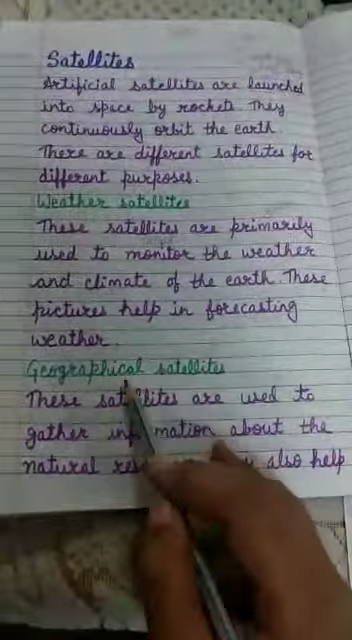 Satellites
Artificial satellites are launched
into space by rockets. They
continuously orbit the earth.
There are different satellites for
different purposes.
Weather satellites
These satellites are primarily
used to monitor the weather
and climate of the earth. These
pictures help in forecasting
weather.
Geographical satellites
These satellites are used to
gather information about the
natural also help